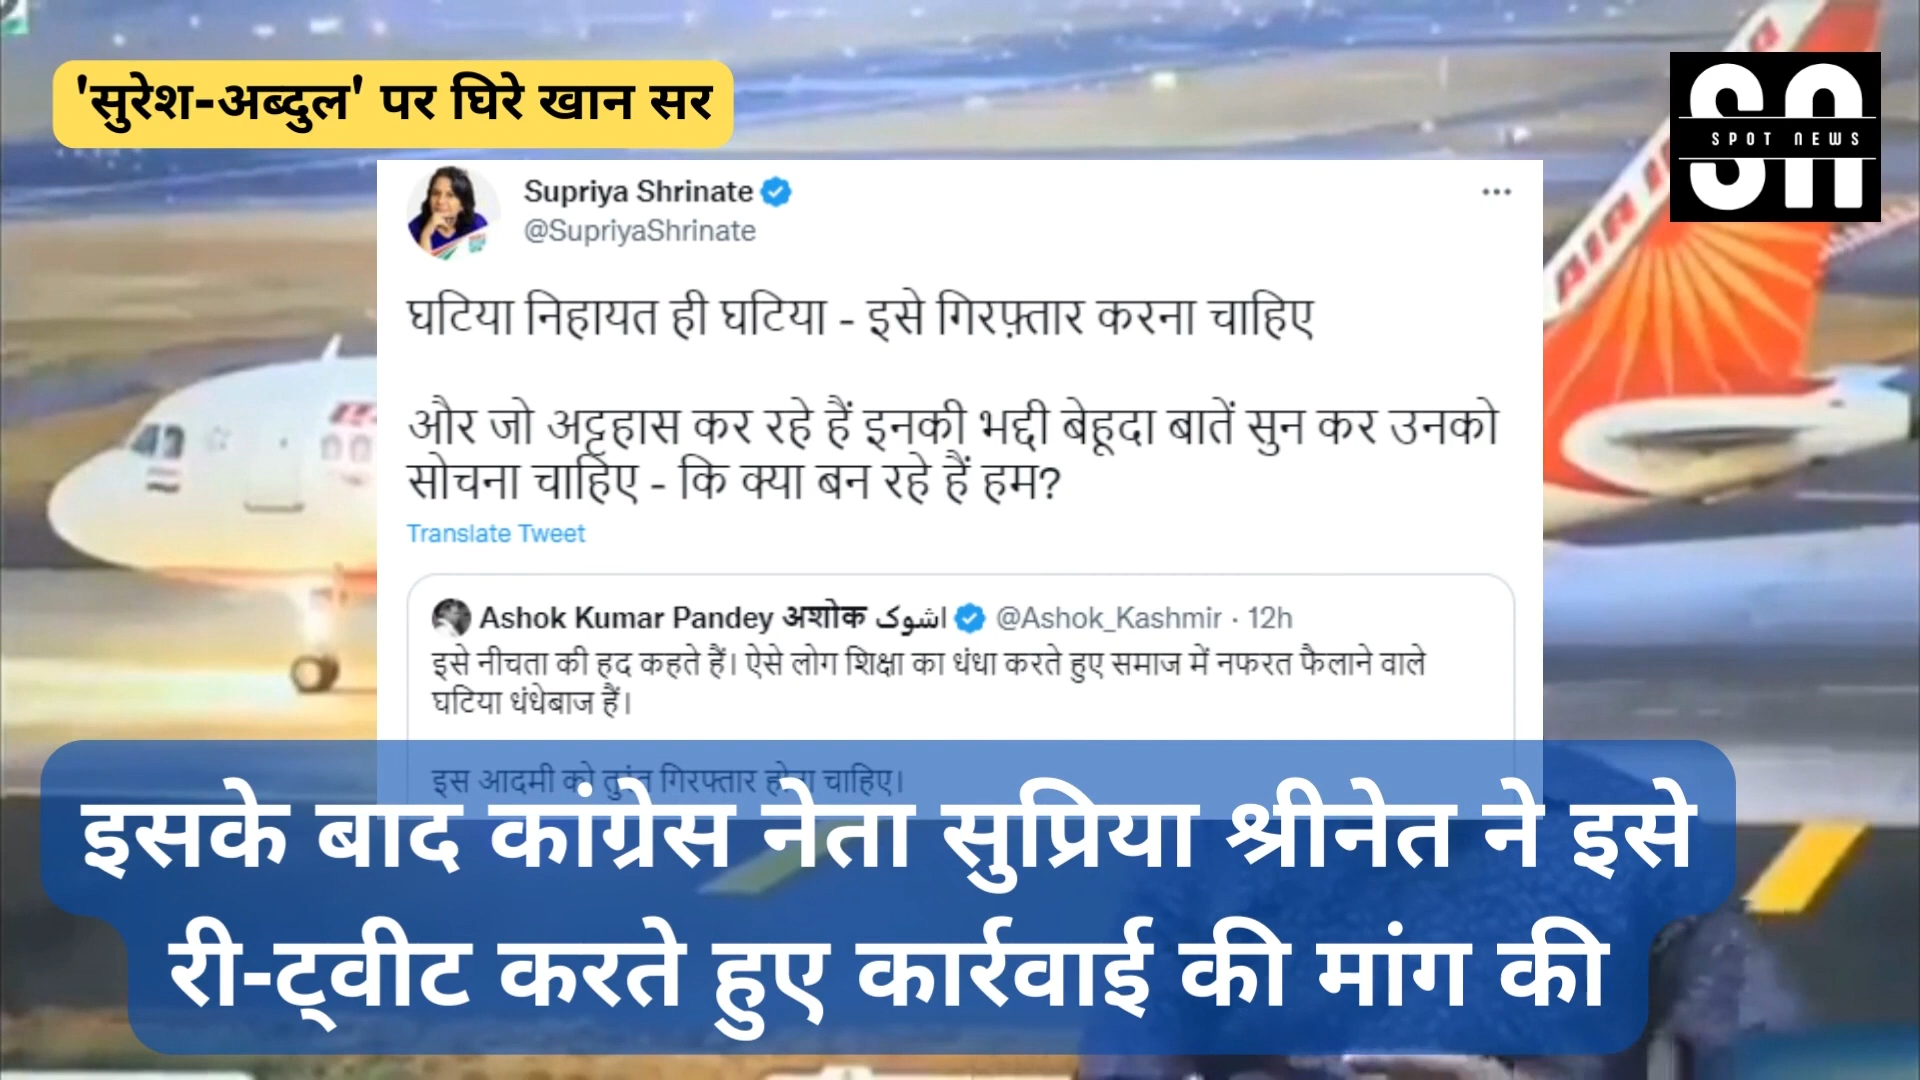 'सुरेश-अब्दुल' पर घिरे खान सर
SPOT NEWS
Supriya Shrinate
@SupriyaShrinate
घटिया निहायत ही घटिया - इसे गिरफ़्तार करना चाहिए
और जो अट्टहास कर रहे हैं इनकी भद्दी बेहूदा बातें सुन कर उनको
सोचना चाहिए - कि क्या बन रहे हैं हम?
Translate Tweet
Ashok Kumar Pandey अशोक اشوک @Ashok_Kashmir · 12h
इसे नीचता की हद कहते हैं। ऐसे लोग शिक्षा का धंधा करते हुए समाज में नफरत फैलाने वाले
घटिया धंधेबाज हैं।
इस आदमी को तुरंत गिरफ्तार होना चाहिए।
इसके बाद कांग्रेस नेता सुप्रिया श्रीनेत ने इसे
री-ट्वीट करते हुए कार्रवाई की मांग की
AIR